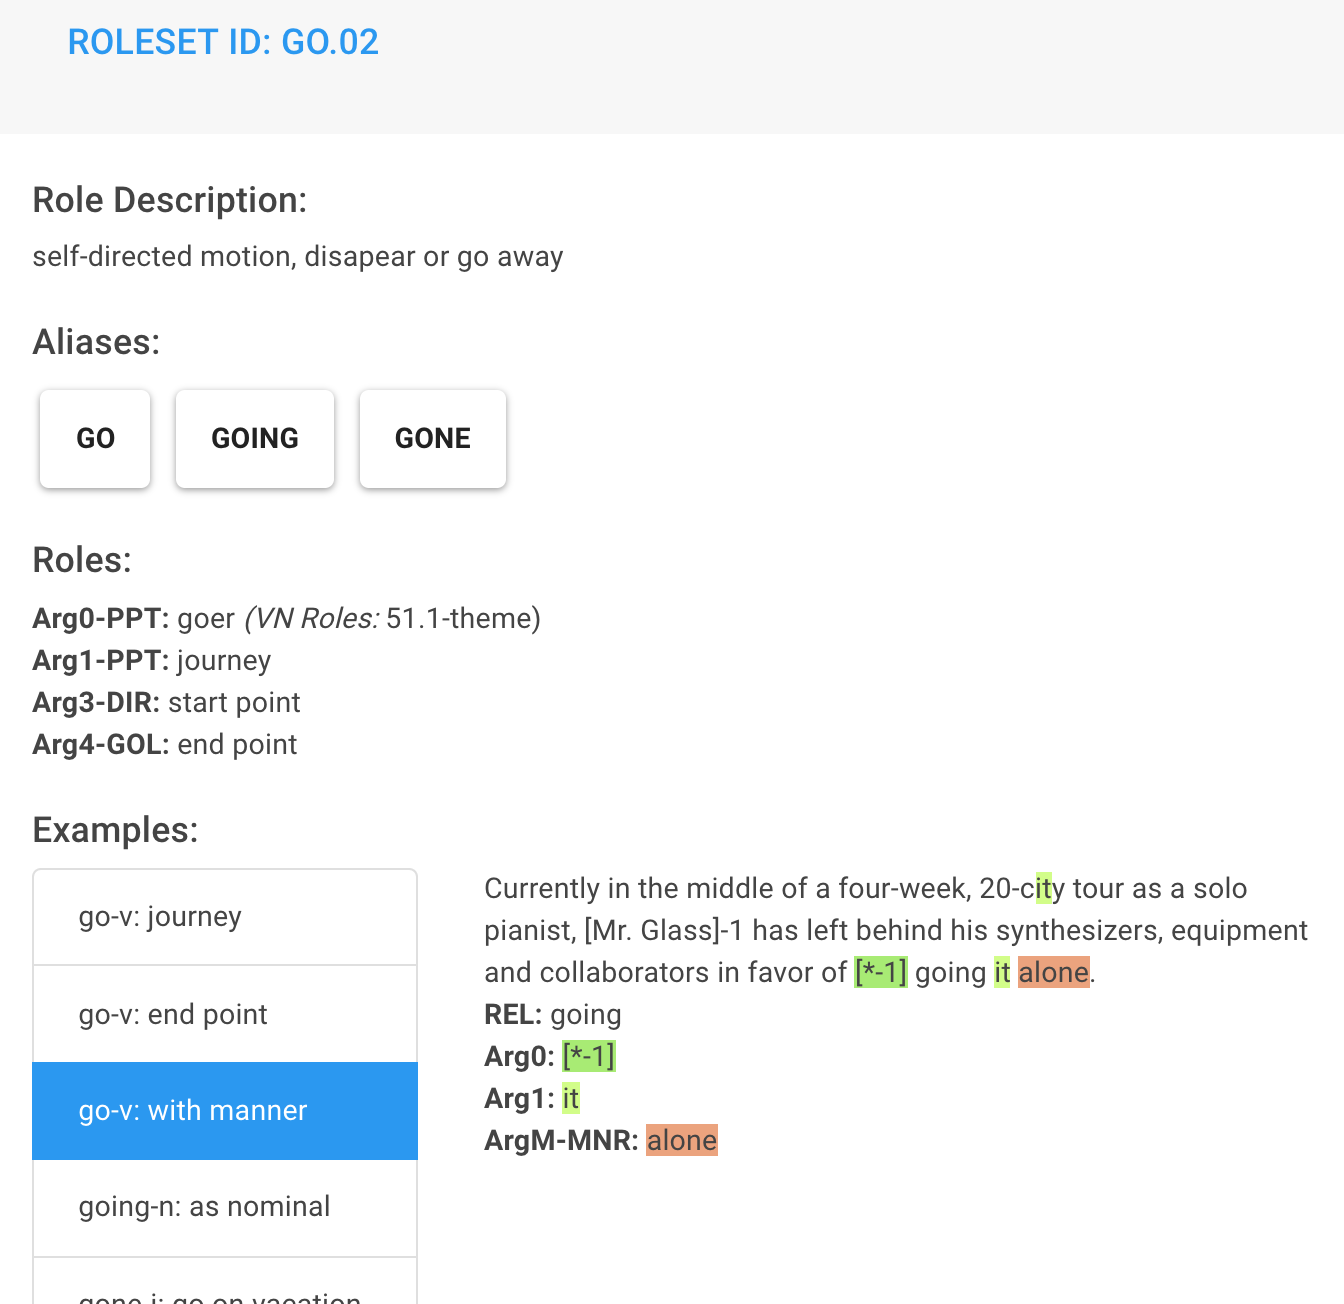 ROLESET ID: GO.02
Role Description:
self-directed motion, disapear or go away
Aliases:
GO GOING GONE
Roles:
Arg0-PPT: goer (VN Roles: 51.1-theme)
Arg1-PPT: journey
Arg3-DIR: start point
Arg4-GOL: end point
Examples:
go-v: journey
go-v: end point
go-v: with manner
going-n: as nominal
gone-j: go on vacation
Currently in the middle of a four-week, 20-city tour as a solo
pianist, [Mr. Glass]-1 has left behind his synthesizers, equipment
and collaborators in favor of [*-1] going it alone.
REL: going
Arg0: [*-1]
Arg1: it
ArgM-MNR: alone